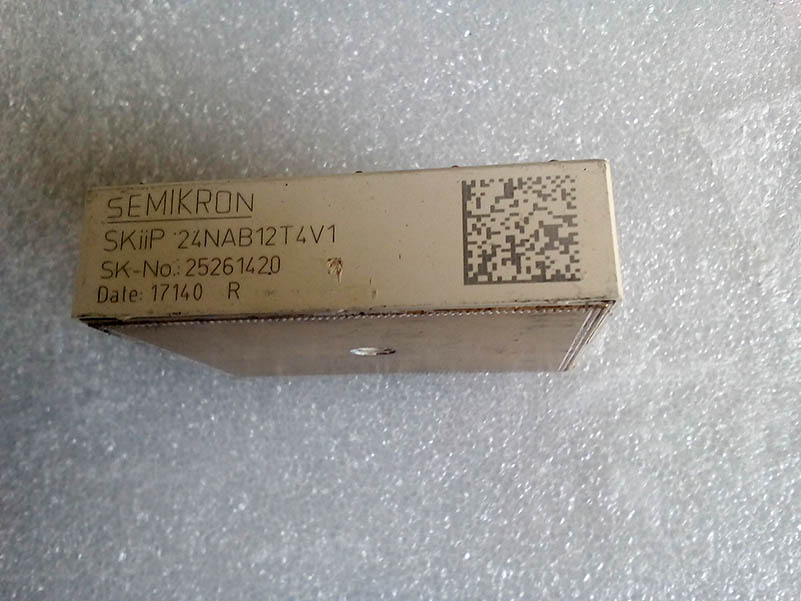 SEMIKRON
SKiiP 24NAB12T4V1
SK-No.: 25261420
Date: 17140 R